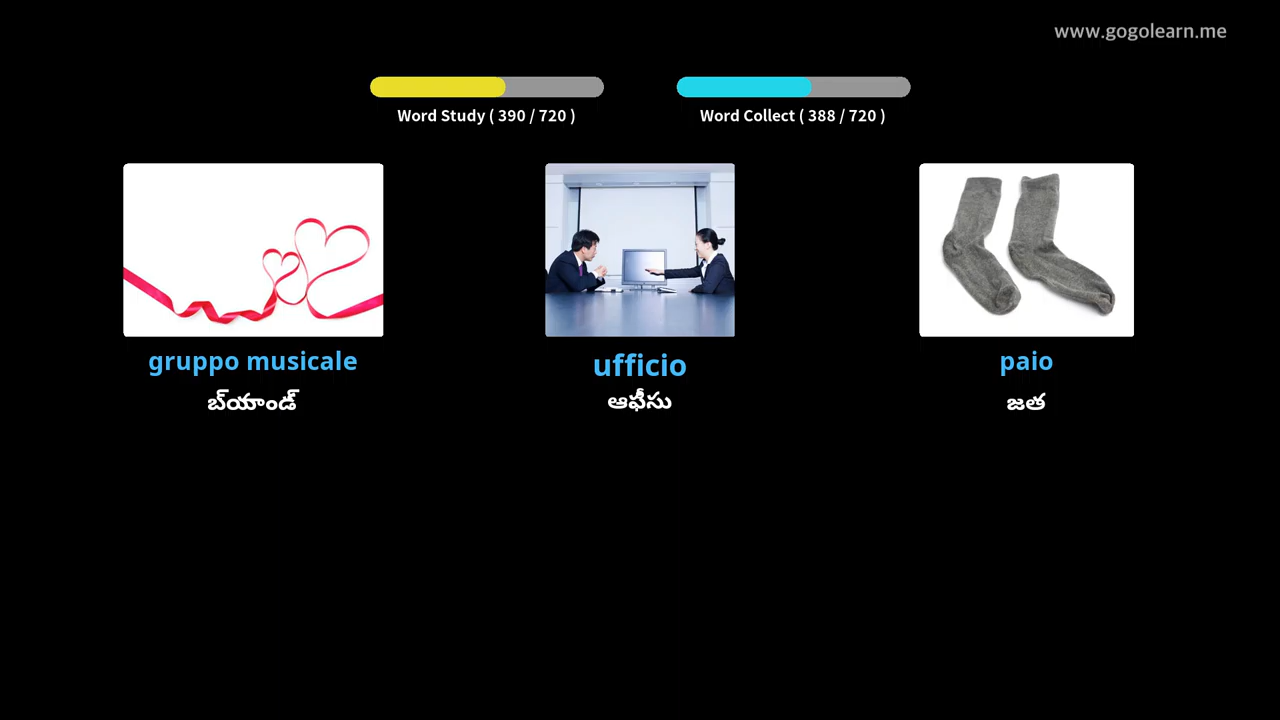 www.gogolearn.me
Word Study ( 390 / 720 )
Word Collect ( 388 / 720 )
gruppo musicale
ufficio
paio
బ్‌యాండ్
ఆఫీసు
జత